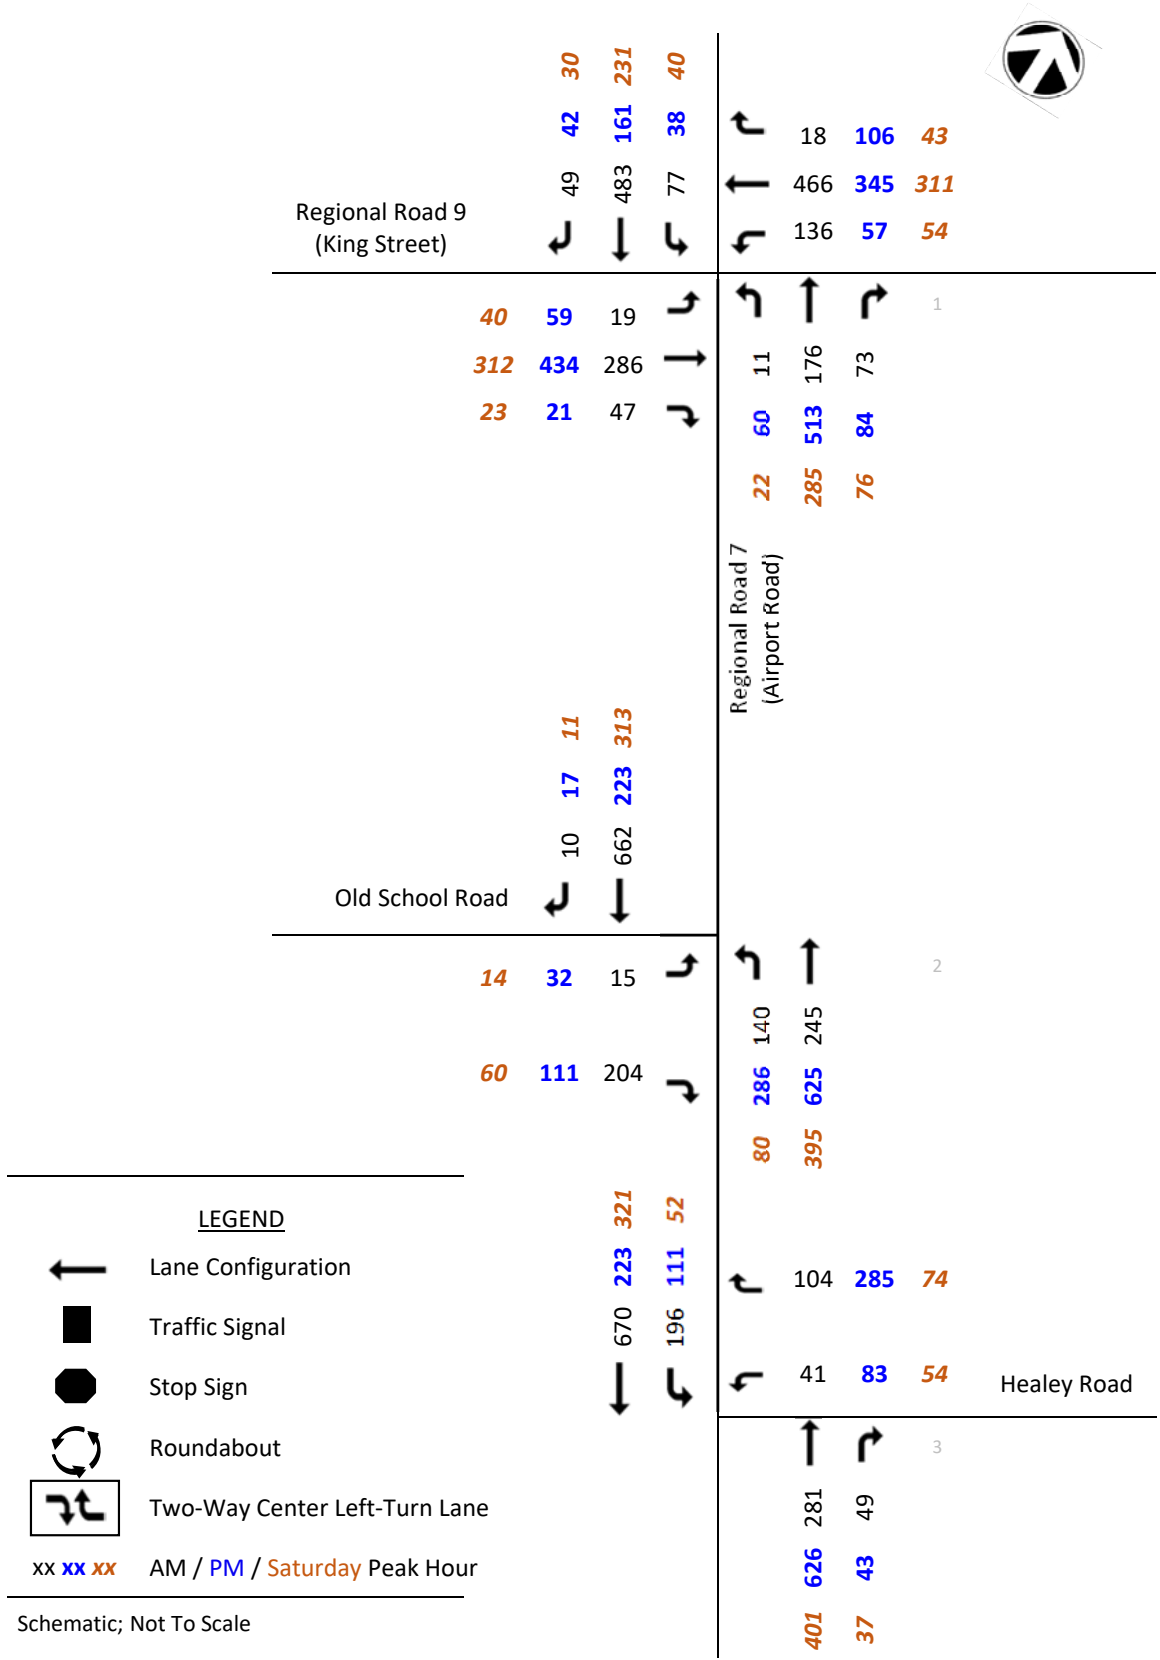 30 231 40
42 161 38
49 483 77
18 106 43
466 345 311
136 57 54
Regional Road 9
(King Street)
40 59 19
312 434 286
23 21 47
1
11 176 73
60 513 84
22 285 76
Regional Road 7
(Airport Road)
11 313
17 223
10 662
Old School Road
14 32 15
60 111 204
2
140 245
286 625
80 395
321 52
223 111
670 196
104 285 74
41 83 54
Healey Road
3
281 49
626 43
401 37
LEGEND
Lane Configuration
Traffic Signal
Stop Sign
Roundabout
Two-Way Center Left-Turn Lane
xx xx xx AM / PM / Saturday Peak Hour
Schematic; Not To Scale